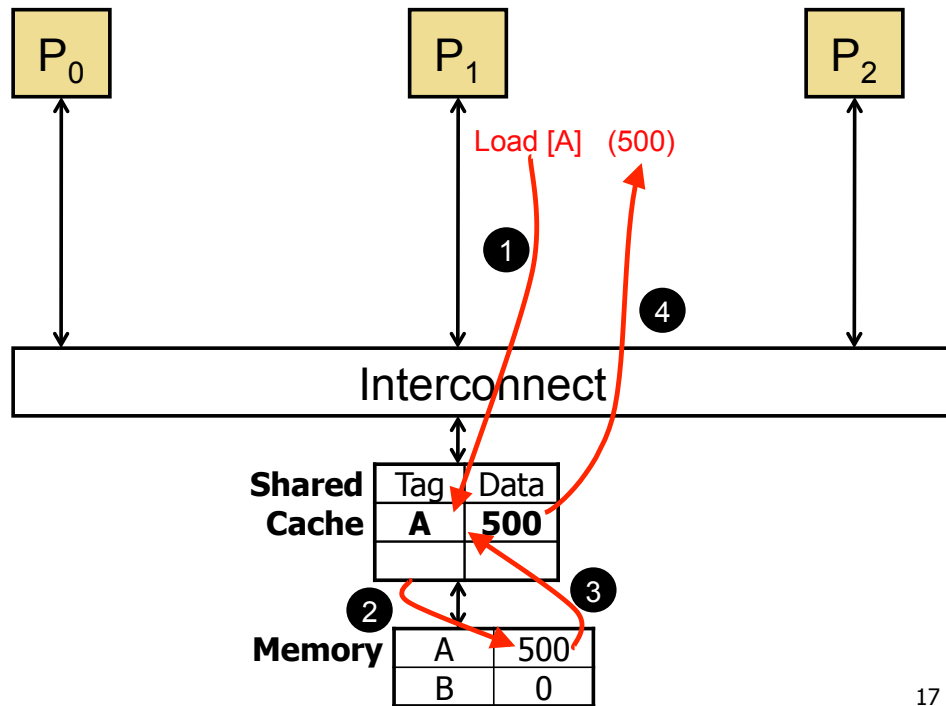 P0
P1
P2
Load [A] (500)
1
4
Interconnect
Shared Cache
Tag Data
A 500
2
3
Memory
A 500
B 0
17